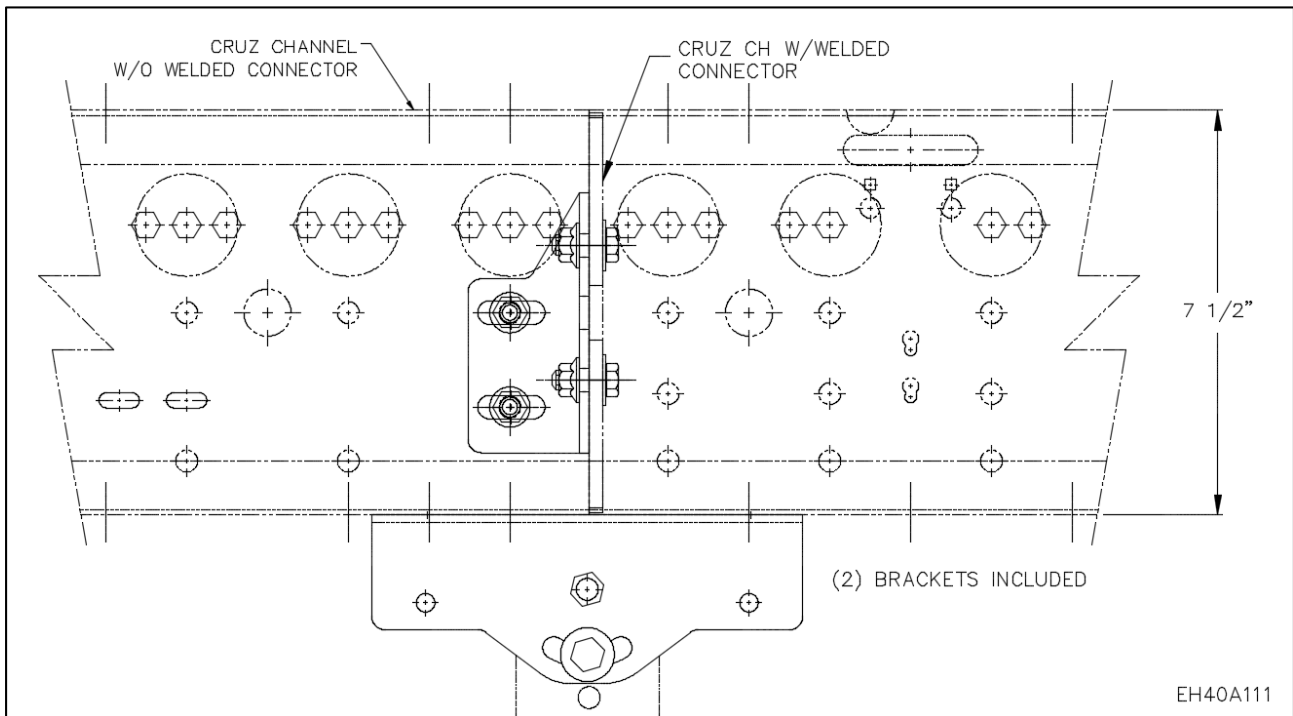 CRUZ CHANNEL
W/O WELDED CONNECTOR
CRUZ CH W/WELDED
CONNECTOR
7 1/2”
(2) BRACKETS INCLUDED
EH40A111